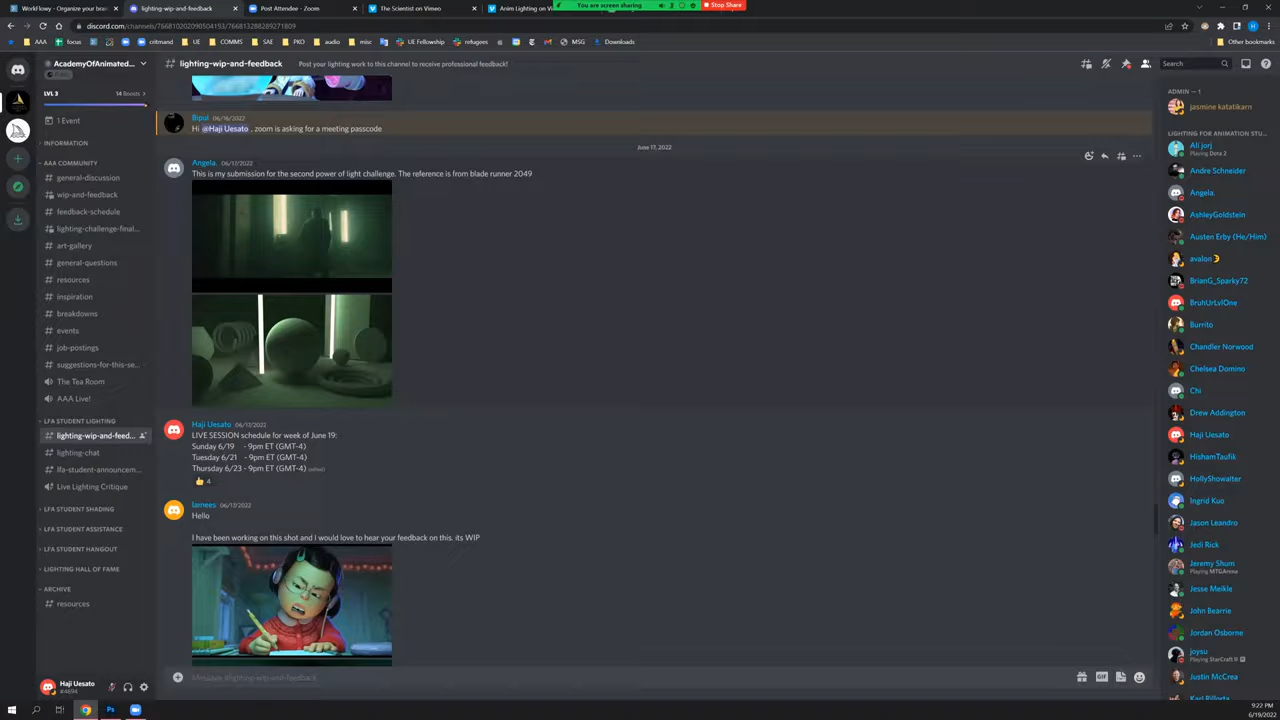 WorkFlowy - Organize your brai
lighting-wip-and-feedback
Post Attendee - Zoom
The Scientist on Vimeo
Anim Lighting on V
You are screen sharing
Stop Share
discord.com/channels/766810202090504153/766813288289271809
AAA
focus
critmand
UE
COMMS
SAE
PKO
audio
misc
UE Fellowship
refugees
MSG
Downloads
Other bookmarks
AcademyOfAnimated...
# lighting-wip-and-feedback
Post your lighting work to this channel to receive professional feedback!
Search
LVL 3
14 Boosts
1 Event
INFORMATION
AAA COMMUNITY
general-discussion
wip-and-feedback
feedback-schedule
lighting-challenge-final...
art-gallery
general-questions
resources
inspiration
breakdowns
events
job-postings
suggestions-for-this-se...
The Tea Room
AAA Live!
LFA STUDENT LIGHTING
lighting-wip-and-feed...
lighting-chat
lfa-student-announcem...
Live Lighting Critique
LFA STUDENT SHADING
LFA STUDENT ASSISTANCE
LFA STUDENT HANGOUT
LIGHTING HALL OF FAME
ARCHIVE
resources
Haji Uesato
#4694
Bipul 06/16/2022
Hi @Haji Uesato , zoom is asking for a meeting passcode
June 17, 2022
Angela. 06/17/2022
This is my submission for the second power of light challenge. The reference is from blade runner 2049
Haji Uesato 06/17/2022
LIVE SESSION schedule for week of June 19:
Sunday 6/19 - 9pm ET (GMT-4)
Tuesday 6/21 - 9pm ET (GMT-4)
Thursday 6/23 - 9pm ET (GMT-4) (edited)
4
lamees 06/17/2022
Hello
I have been working on this shot and I would love to hear your feedback on this. its WIP
Message #lighting-wip-and-feedback
ADMIN — 1
jasmine katatikarn
LIGHTING FOR ANIMATION STU
Ali jorj
Playing Dota 2
Andre Schneider
Angela.
AshleyGoldstein
Austen Erby (He/Him)
avalon
BrianG_Sparky72
BruhUrLvlOne
Burrito
Chandler Norwood
Chelsea Domino
Chi
Drew Addington
Haji Uesato
HishamTaufik
HollyShowalter
Ingrid Kuo
Jason Leandro
Jedi Rick
Jeremy Shum
Playing MTGArena
Jesse Meikle
John Bearrie
Jordan Osborne
joysu
Playing StarCraft II
Justin McCrea
9:22 PM
6/19/2022